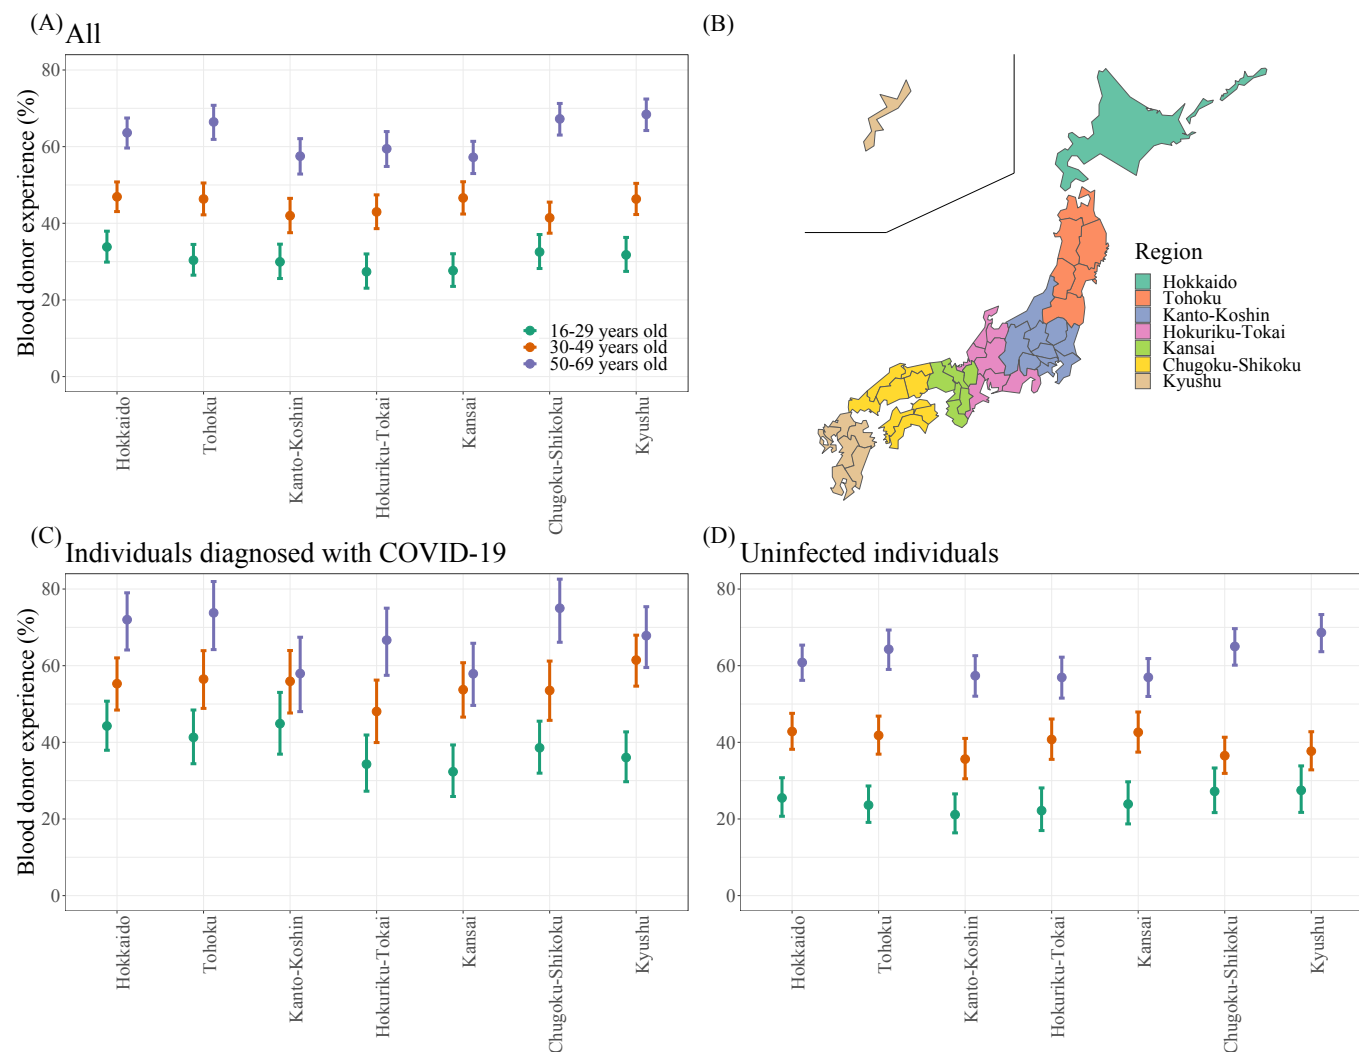 (A) All
Blood donor experience (%)
80
60
40
20
0
16-29 years old
30-49 years old
50-69 years old
Hokkaido
Tohoku
Kanto-Koshin
Hokuriku-Tokai
Kansai
Chugoku-Shikoku
Kyushu
(B)
Region
Hokkaido
Tohoku
Kanto-Koshin
Hokuriku-Tokai
Kansai
Chugoku-Shikoku
Kyushu
(C) Individuals diagnosed with COVID-19
Blood donor experience (%)
80
60
40
20
0
Hokkaido
Tohoku
Kanto-Koshin
Hokuriku-Tokai
Kansai
Chugoku-Shikoku
Kyushu
(D) Uninfected individuals
80
60
40
20
0
Hokkaido
Tohoku
Kanto-Koshin
Hokuriku-Tokai
Kansai
Chugoku-Shikoku
Kyushu